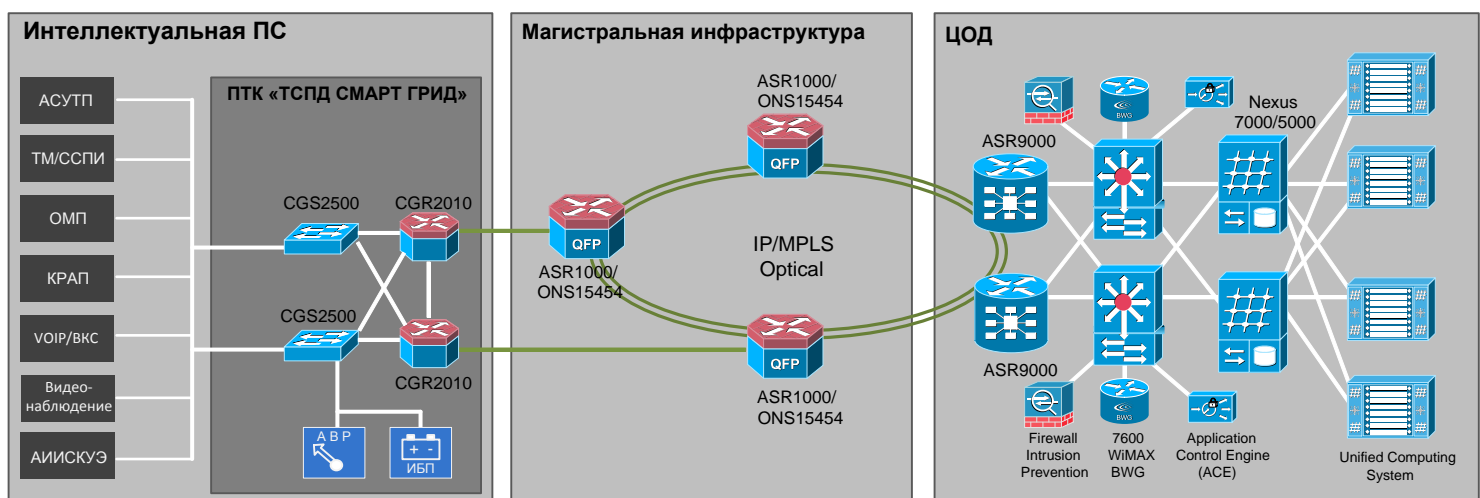 Интеллектуальная ПС
АСУТП
ТМ/ССПИ
ОМП
КРАП
VOIP/ВКС
Видео-
наблюдение
АИИСКУЭ
ПТК «ТСПД СМАРТ ГРИД»
CGS2500
CGR2010
CGS2500
CGR2010
А В Р
+ -
ИБП
Магистральная инфраструктура
ASR1000/
ONS15454
QFP
QFP
ASR1000/
ONS15454
IP/MPLS
Optical
QFP
ASR1000/
ONS15454
ЦОД
BWG
Nexus
7000/5000
ASR9000
ASR9000
BWG
Firewall
Intrusion
Prevention
7600
WiMAX
BWG
Application
Control Engine
(ACE)
Unified Computing
System